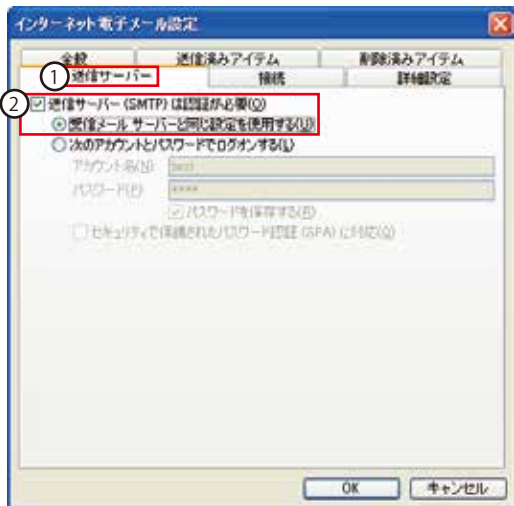 インターネット電子メール設定
全般 送信済みアイテム 削除済みアイテム
① 送信サーバー 接続 詳細設定
② 送信サーバー (SMTP) は認証が必要(O)
受信メール サーバーと同じ設定を使用する(U)
次のアカウントとパスワードでログオンする(L)
アカウント名(N) test
パスワード(P) ****
パスワードを保存する(R)
セキュリティで保護されたパスワード認証 (SPA) に対応(Q)
OK キャンセル